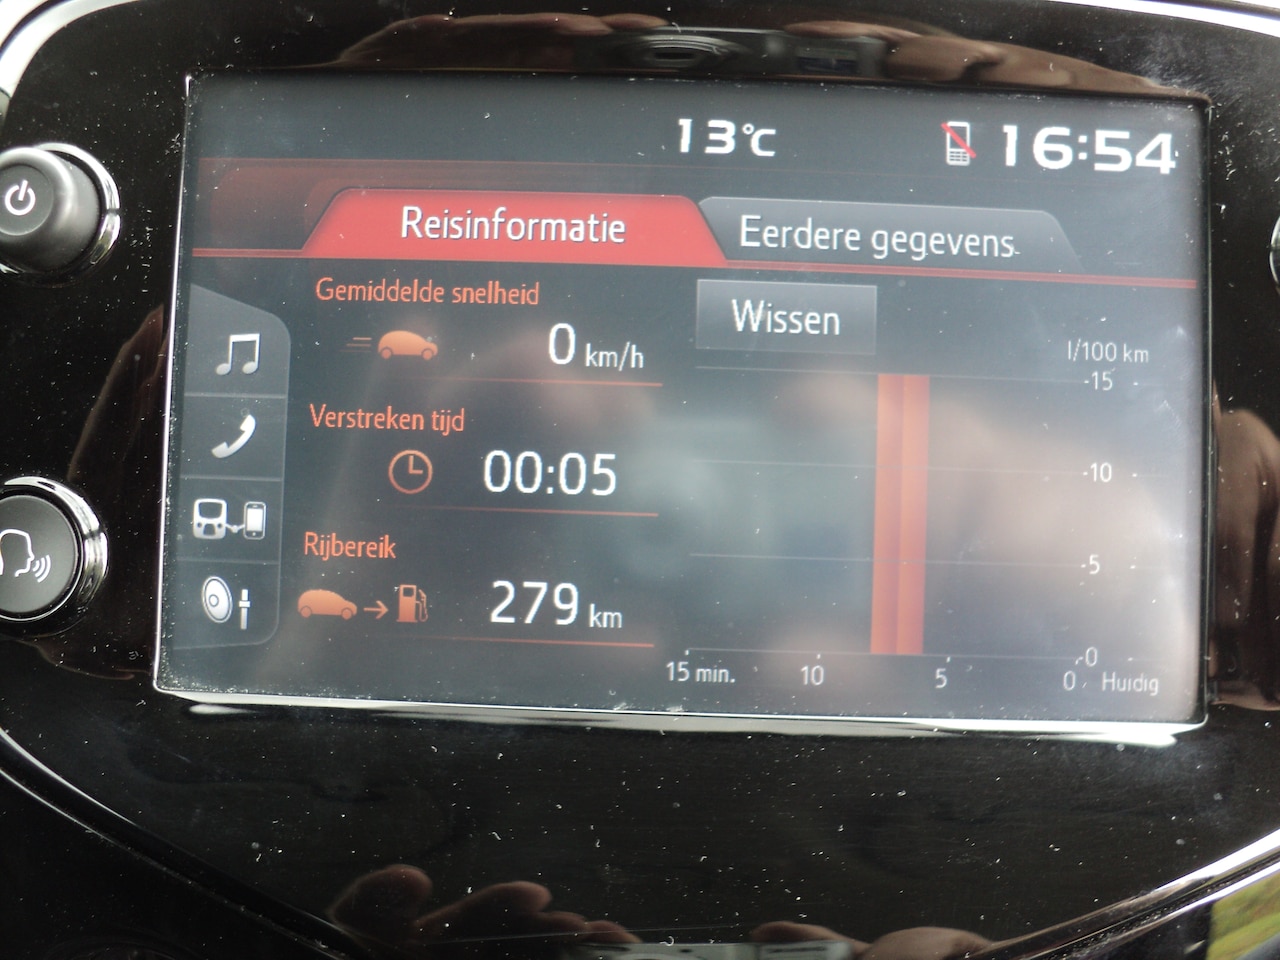 13°C 16:54
Reisinformatie Eerdere gegevens
Gemiddelde snelheid
0 km/h
Wissen
l/100 km
15
Verstreken tijd
00:05
10
Rijbereik
279 km
5
0
15 min. 10 5 0 Huidig